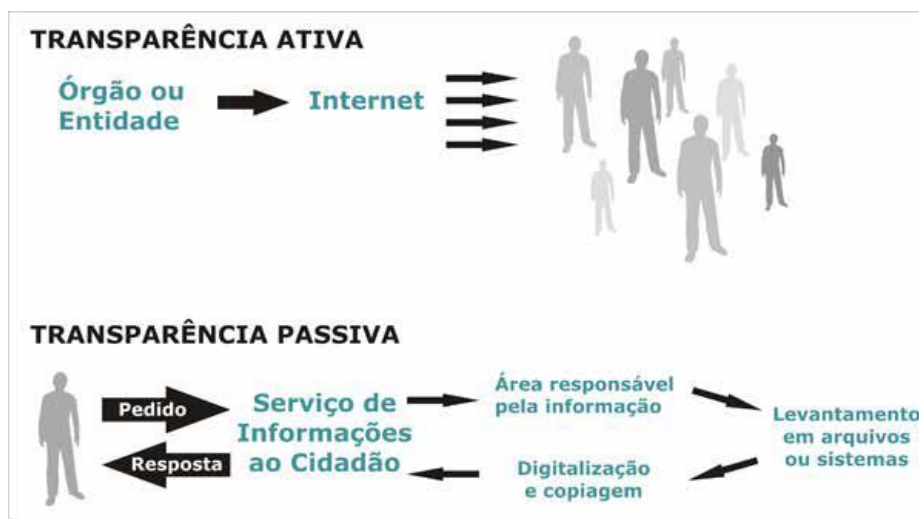 TRANSPARÊNCIA ATIVA
Órgão ou
Entidade
Internet
TRANSPARÊNCIA PASSIVA
Pedido
Resposta
Serviço de
Informações
ao Cidadão
Área responsável
pela informação
Levantamento
em arquivos
ou sistemas
Digitalização
e copiagem